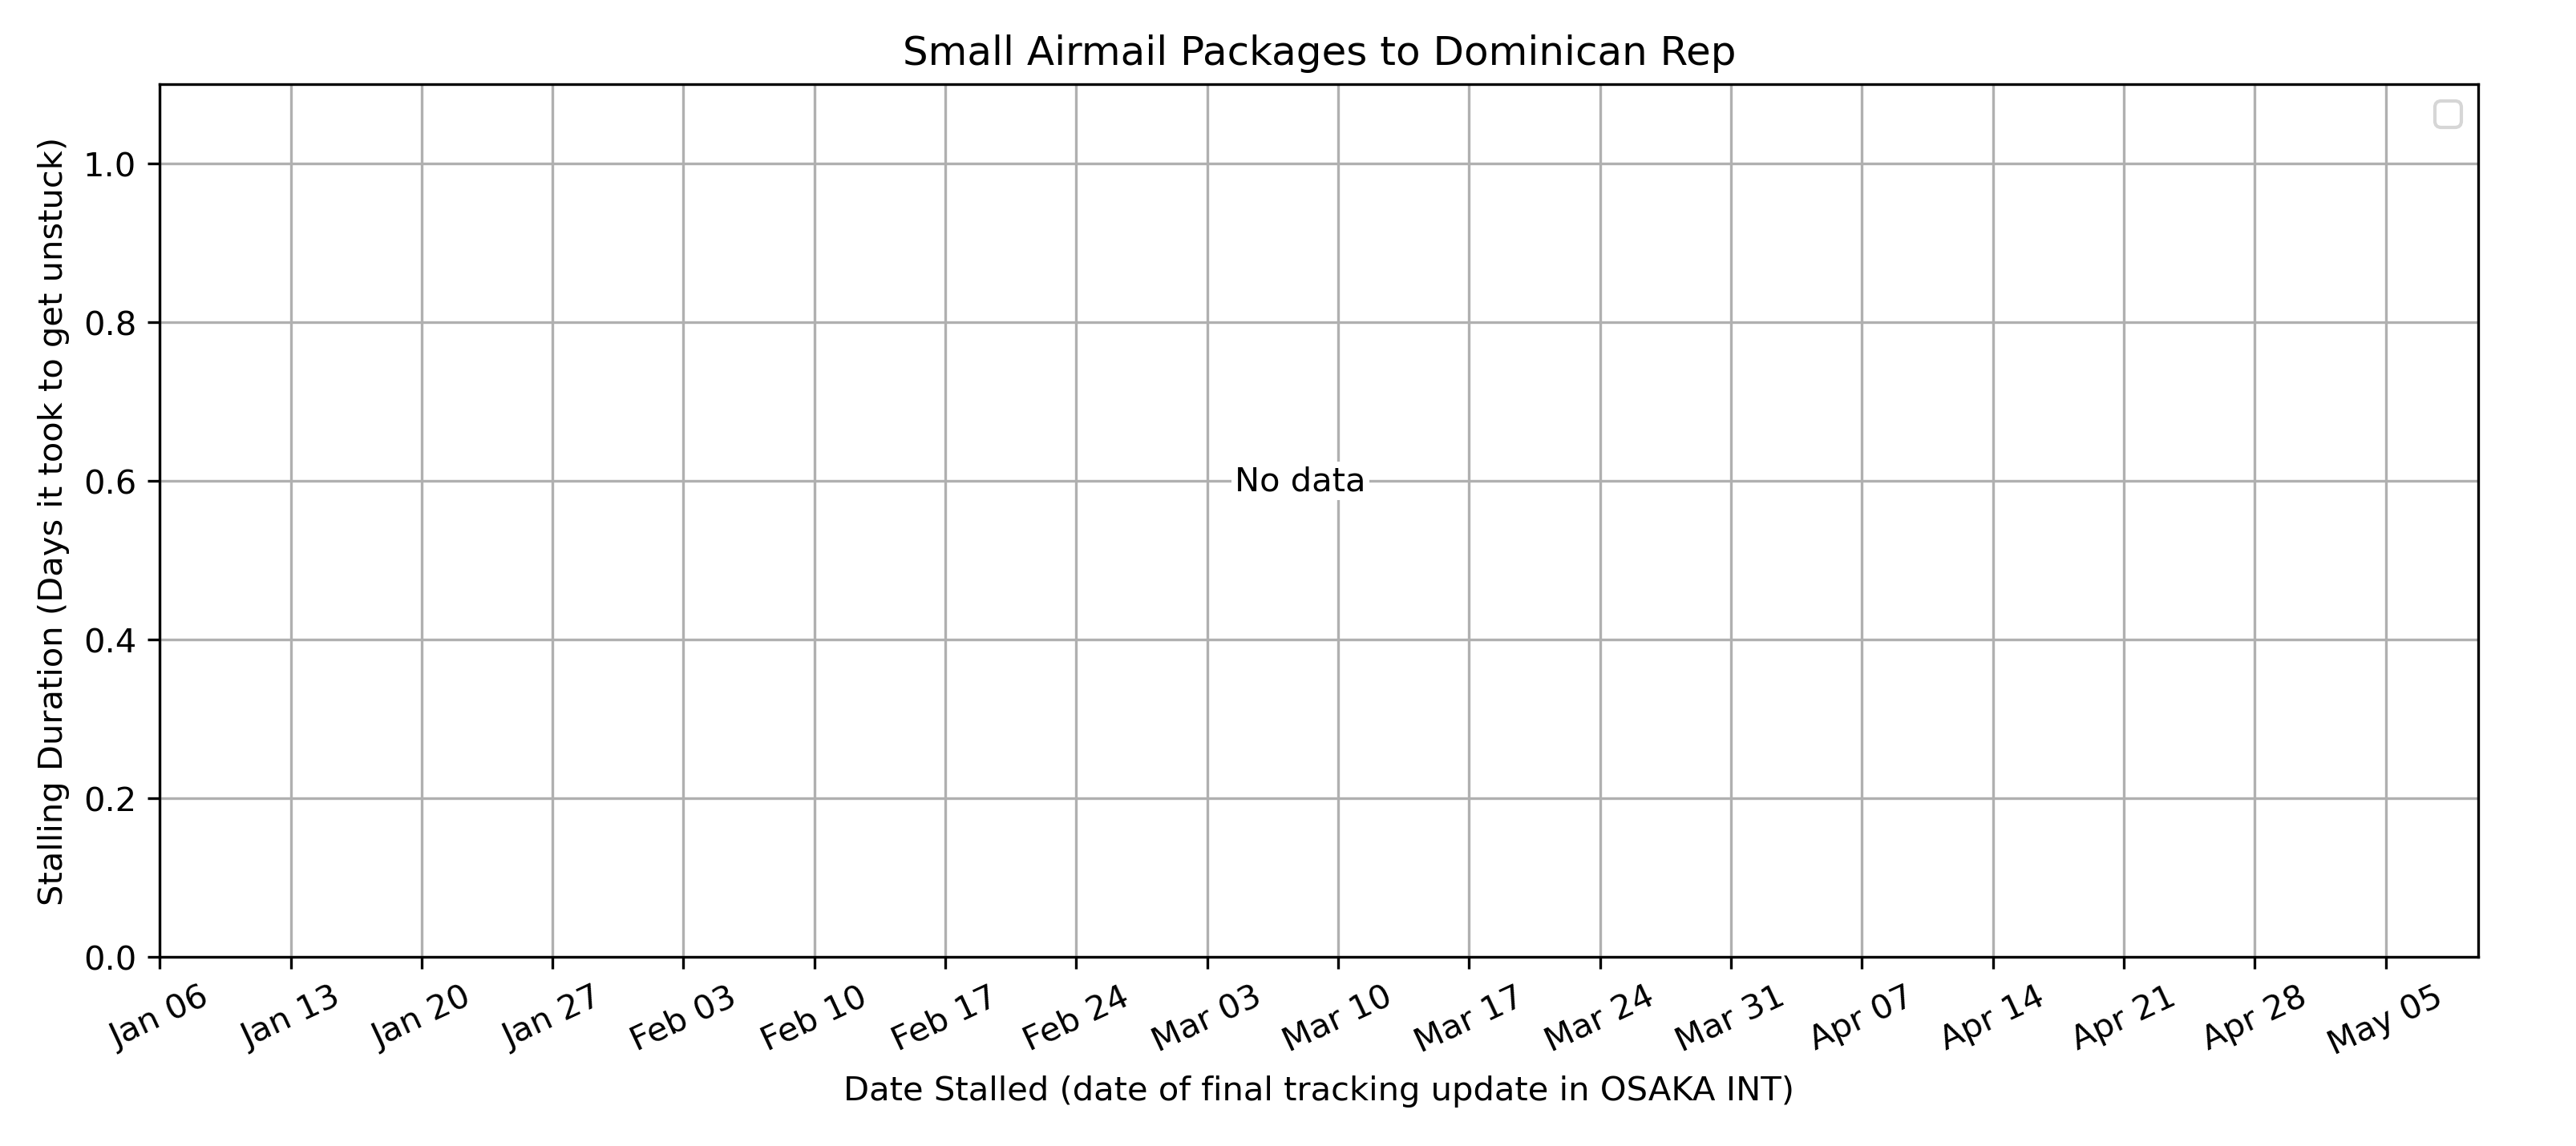 Small Airmail Packages to Dominican Rep
Stalling Duration (Days it took to get unstuck)
1.0
0.8
0.6
0.4
0.2
0.0
No data
Jan 06 Jan 13 Jan 20 Jan 27 Feb 03 Feb 10 Feb 17 Feb 24 Mar 03 Mar 10 Mar 17 Mar 24 Mar 31 Apr 07 Apr 14 Apr 21 Apr 28 May 05
Date Stalled (date of final tracking update in OSAKA INT)